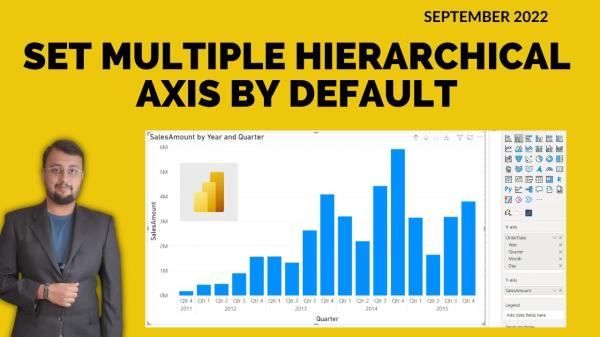 SEPTEMBER 2022
SET MULTIPLE HIERARCHICAL
AXIS BY DEFAULT
SalesAmount by Year and Quarter
6M
5M
4M
3M
2M
1M
0M
SalesAmount
Qtr 4 Qtr 1 Qtr 2 Qtr 3 Qtr 4 Qtr 1 Qtr 2 Qtr 3 Qtr 4 Qtr 1 Qtr 2 Qtr 3 Qtr 4 Qtr 1 Qtr 2 Qtr 3 Qtr 4
2011 2012 2013 2014 2015
Quarter
R
Py
X-axis
OrderDate
Year
Quarter
Month
Day
Y-axis
SalesAmount
Legend
Add data fields here